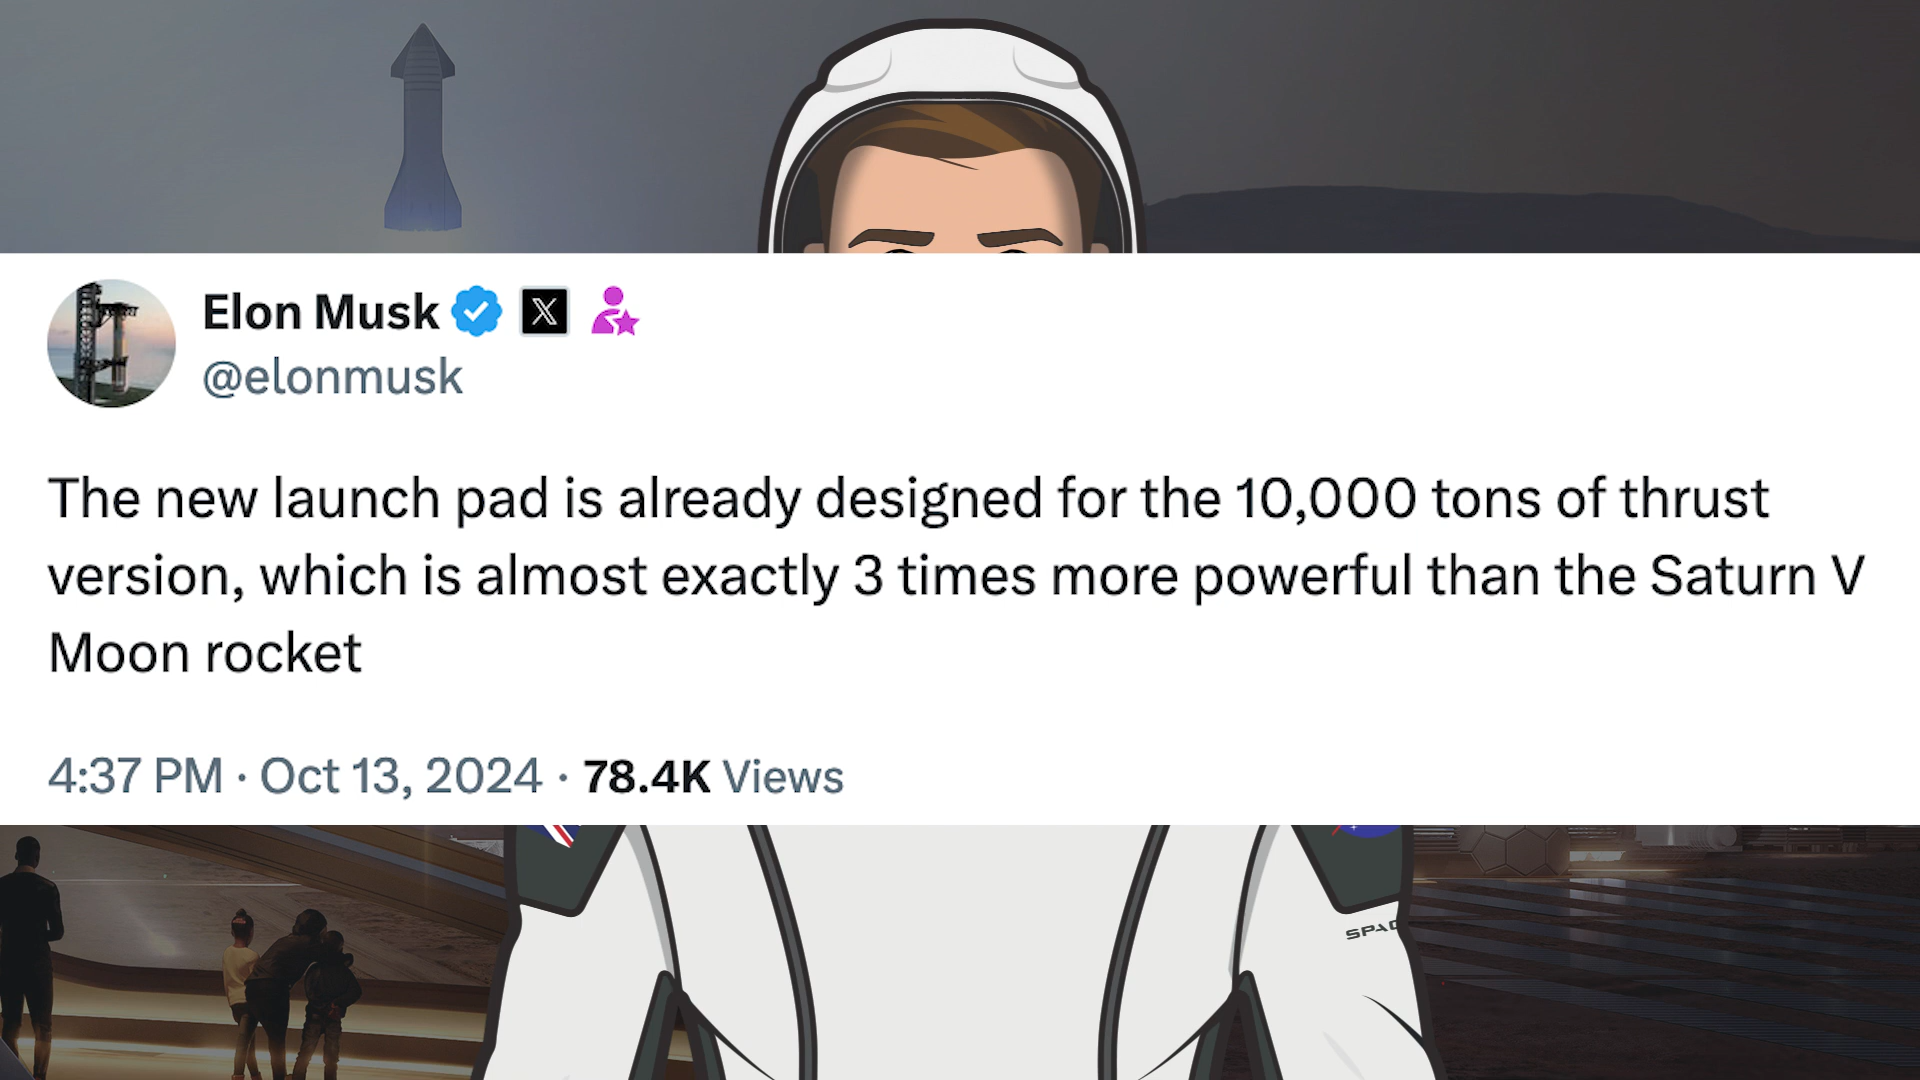 Elon Musk
@elonmusk
The new launch pad is already designed for the 10,000 tons of thrust
version, which is almost exactly 3 times more powerful than the Saturn V
Moon rocket
4:37 PM · Oct 13, 2024 · 78.4K Views
SPAC